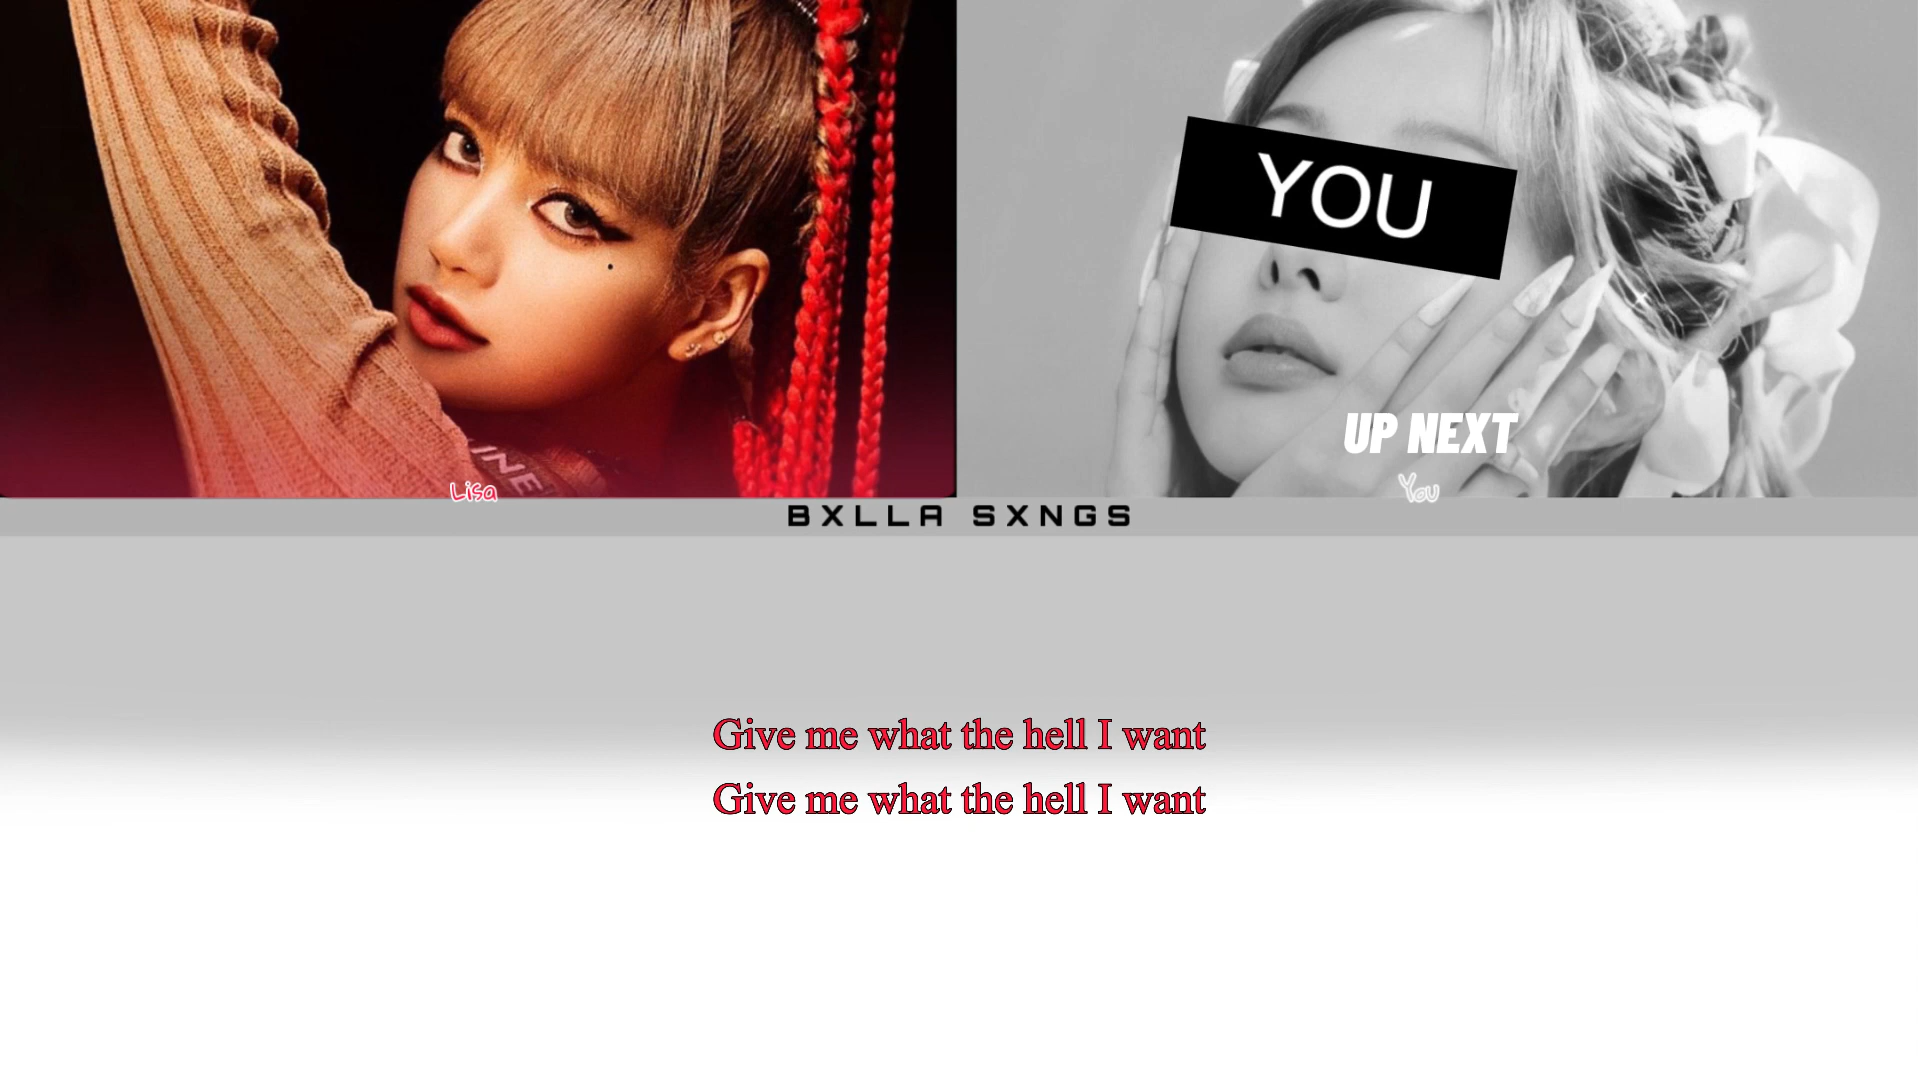 YOU
UP NEXT
Lisa
You
BXLLA SXNGS
Give me what the hell I want
Give me what the hell I want